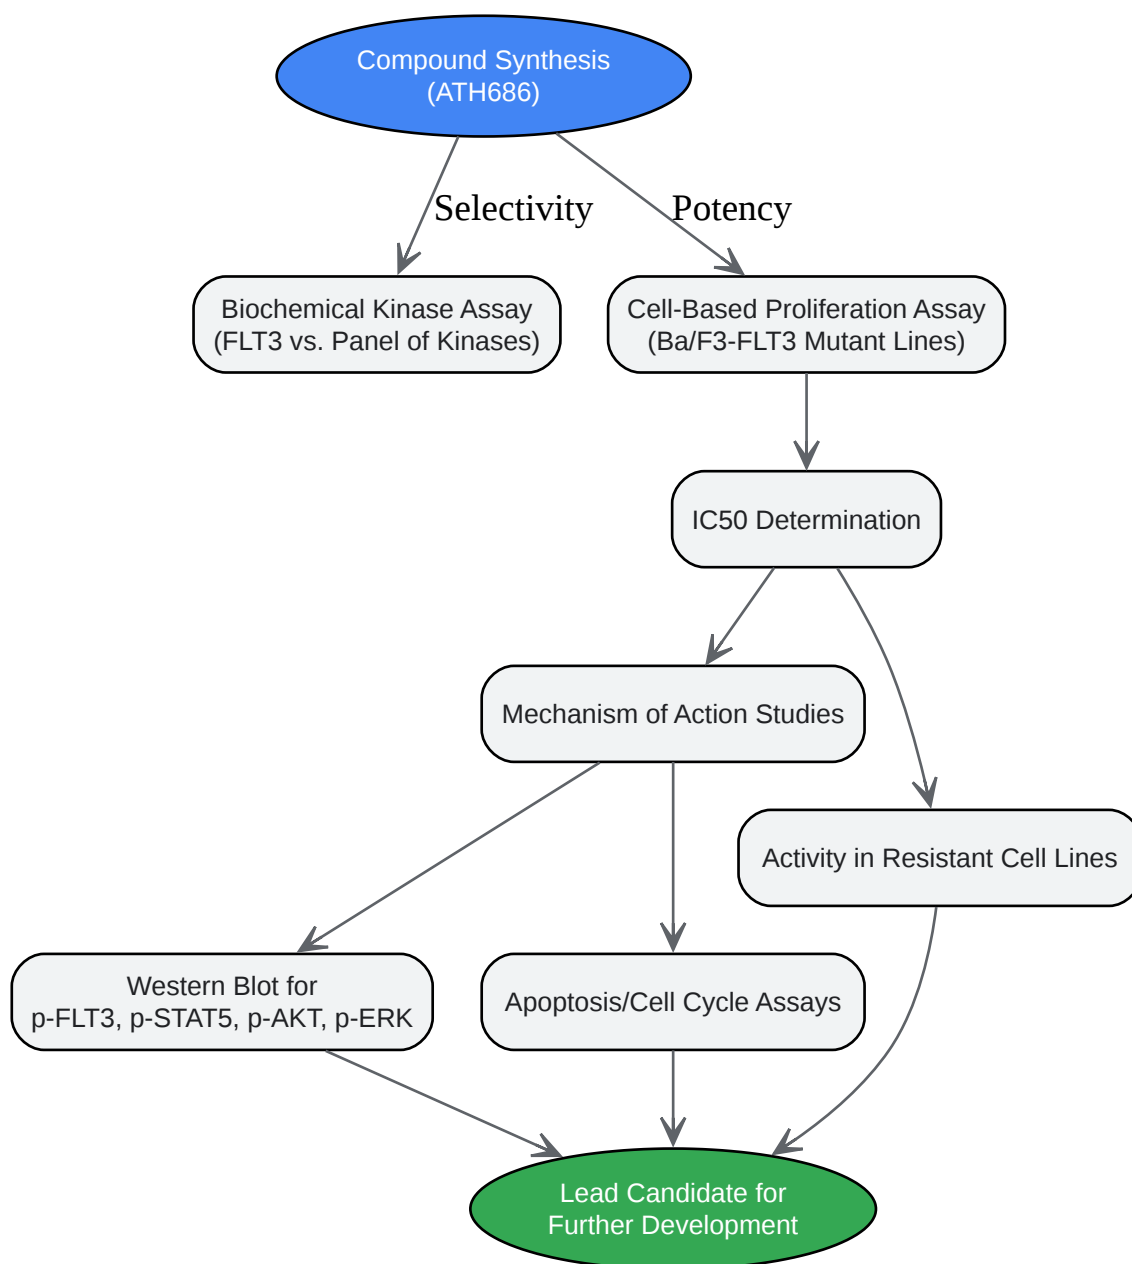 Compound Synthesis
(ATH686)
Selectivity
Potency
Biochemical Kinase Assay
(FLT3 vs. Panel of Kinases)
Cell-Based Proliferation Assay
(Ba/F3-FLT3 Mutant Lines)
IC50 Determination
Mechanism of Action Studies
Activity in Resistant Cell Lines
Western Blot for
p-FLT3, p-STAT5, p-AKT, p-ERK
Apoptosis/Cell Cycle Assays
Lead Candidate for
Further Development